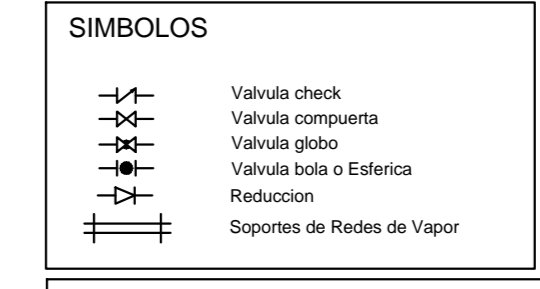 SIMBOLOS
Valvula check
Valvula compuerta
Valvula globo
Valvula bola o Esferica
Reduccion
Soportes de Redes de Vapor